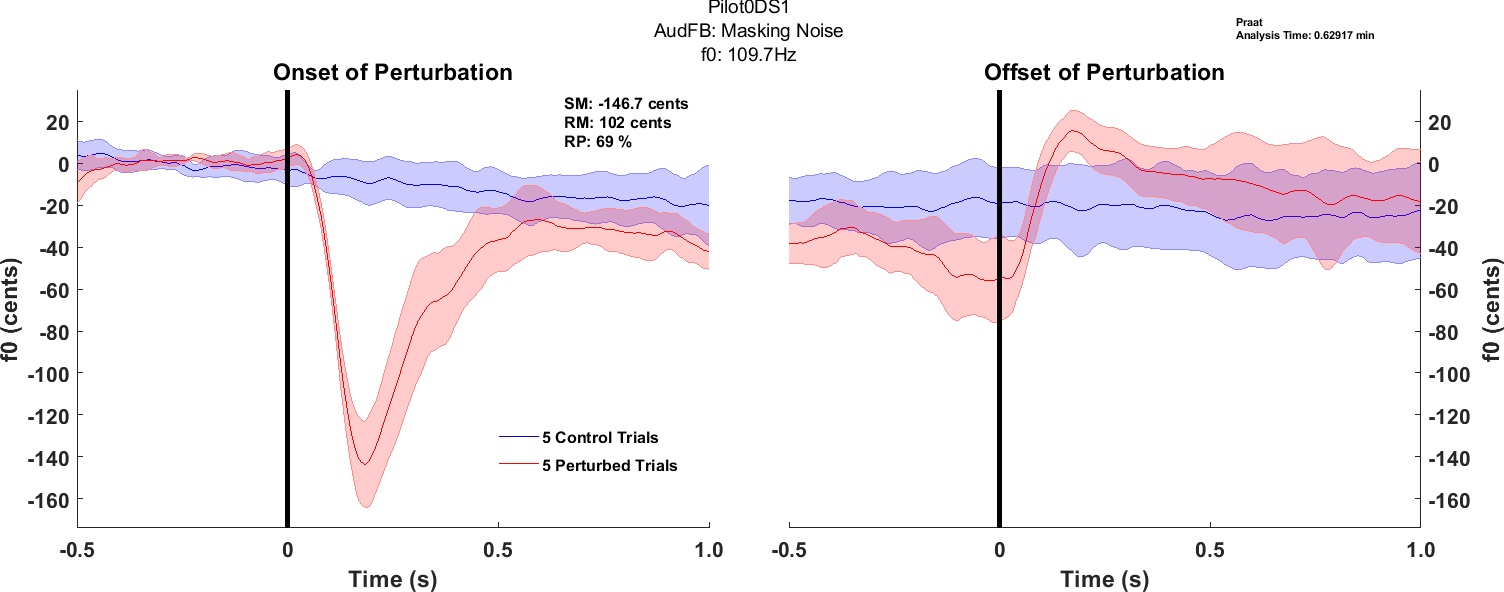 Pilot0DS1
AudFB: Masking Noise
f0: 109.7Hz
Praat
Analysis Time: 0.62917 min
Onset of Perturbation
SM: -146.7 cents
RM: 102 cents
RP: 69 %
20
0
-20
-40
-60
-80
-100
-120
-140
-160
f0 (cents)
5 Control Trials
5 Perturbed Trials
-0.5
0
0.5
1.0
Time (s)
Offset of Perturbation
20
0
-20
-40
-60
-80
-100
-120
-140
-160
f0 (cents)
-0.5
0
0.5
1.0
Time (s)